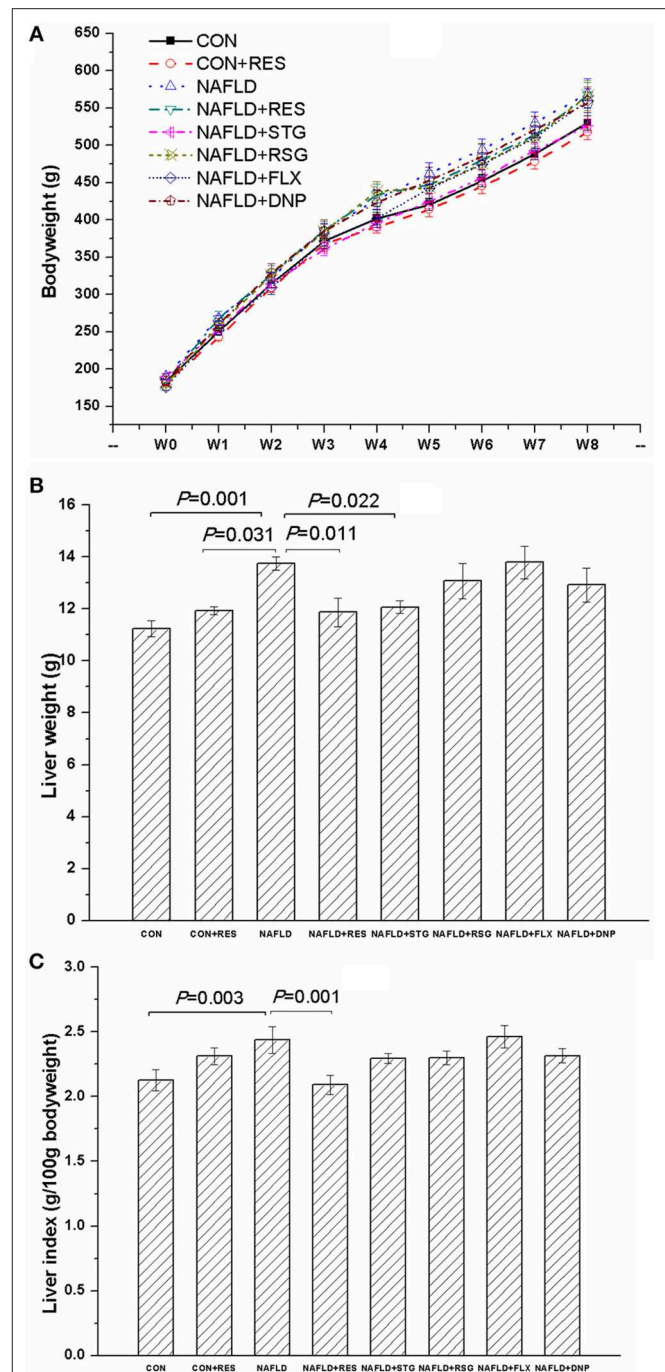 A
650
600
550
500
450
400
350
300
250
200
150
Bodyweight (g)
CON
CON+RES
NAFLD
NAFLD+RES
NAFLD+STG
NAFLD+RSG
NAFLD+FLX
NAFLD+DNP
-- W0 W1 W2 W3 W4 W5 W6 W7 W8 --
B
16
14
12
10
8
6
4
2
0
Liver weight (g)
P=0.001
P=0.022
P=0.031
P=0.011
CON CON+RES NAFLD NAFLD+RES NAFLD+STG NAFLD+RSG NAFLD+FLX NAFLD+DNP
C
3.0
2.5
2.0
1.5
1.0
0.5
0.0
Liver index (g/100g bodyweight)
P=0.003
P=0.001
CON CON+RES NAFLD NAFLD+RES NAFLD+STG NAFLD+RSG NAFLD+FLX NAFLD+DNP